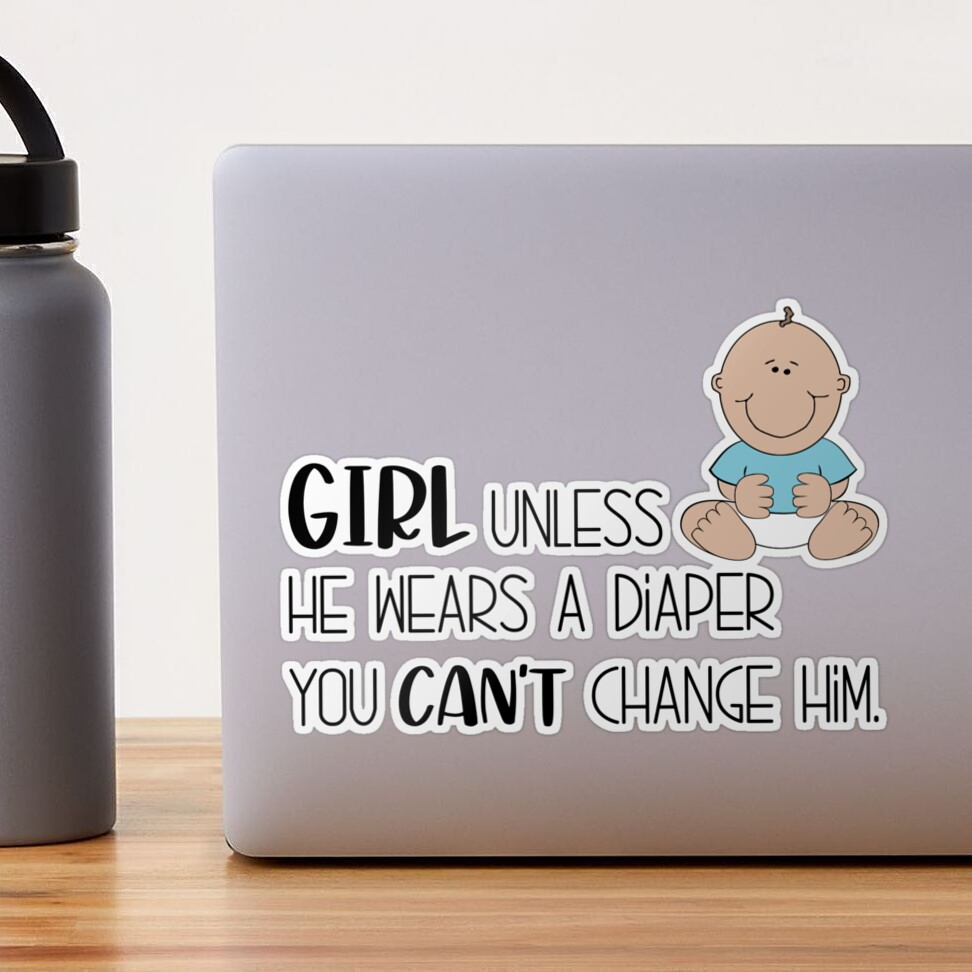 GIRL UNLESS
HE WEARS A DiAPER
YOU CAN'T CHANGE HiM.